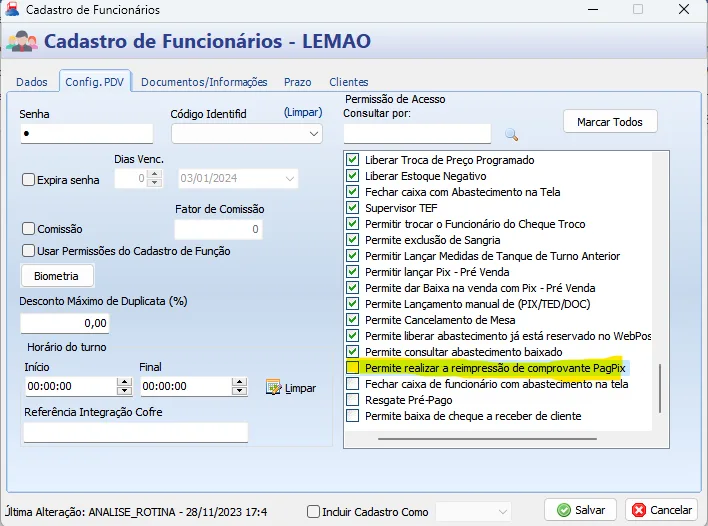 Cadastro de Funcionários
Cadastro de Funcionários - LEMAO
Dados
Config. PDV
Documentos/Informações
Prazo
Clientes
Senha
Código Identifid
(Limpar)
Expira senha
Dias Venc.
0
03/01/2024
Fator de Comissão
Comissão
0
Usar Permissões do Cadastro de Função
Biometria
Desconto Máximo de Duplicata (%)
0,00
Horário do turno
Início
Final
00:00:00
00:00:00
Limpar
Referência Integração Cofre
Permissão de Acesso
Consultar por:
Marcar Todos
Liberar Troca de Preço Programado
Liberar Estoque Negativo
Fechar caixa com Abastecimento na Tela
Supervisor TEF
Permitir trocar o Funcionário do Cheque Troco
Permite exclusão de Sangria
Permitir Lançar Medidas de Tanque de Turno Anterior
Permitir lançar Pix - Pré Venda
Permite dar Baixa na venda com Pix - Pré Venda
Permite Lançamento manual de (PIX/TED/DOC)
Permite Cancelamento de Mesa
Permite liberar abastecimento já está reservado no WebPos
Permite consultar abastecimento baixado
Permite realizar a reimpressão de comprovante PagPix
Fechar caixa de funcionário com abastecimento na tela
Resgate Pré-Pago
Permite baixa de cheque a receber de cliente
Última Alteração: ANALISE_ROTINA - 28/11/2023 17:4
Incluir Cadastro Como
Salvar
Cancelar